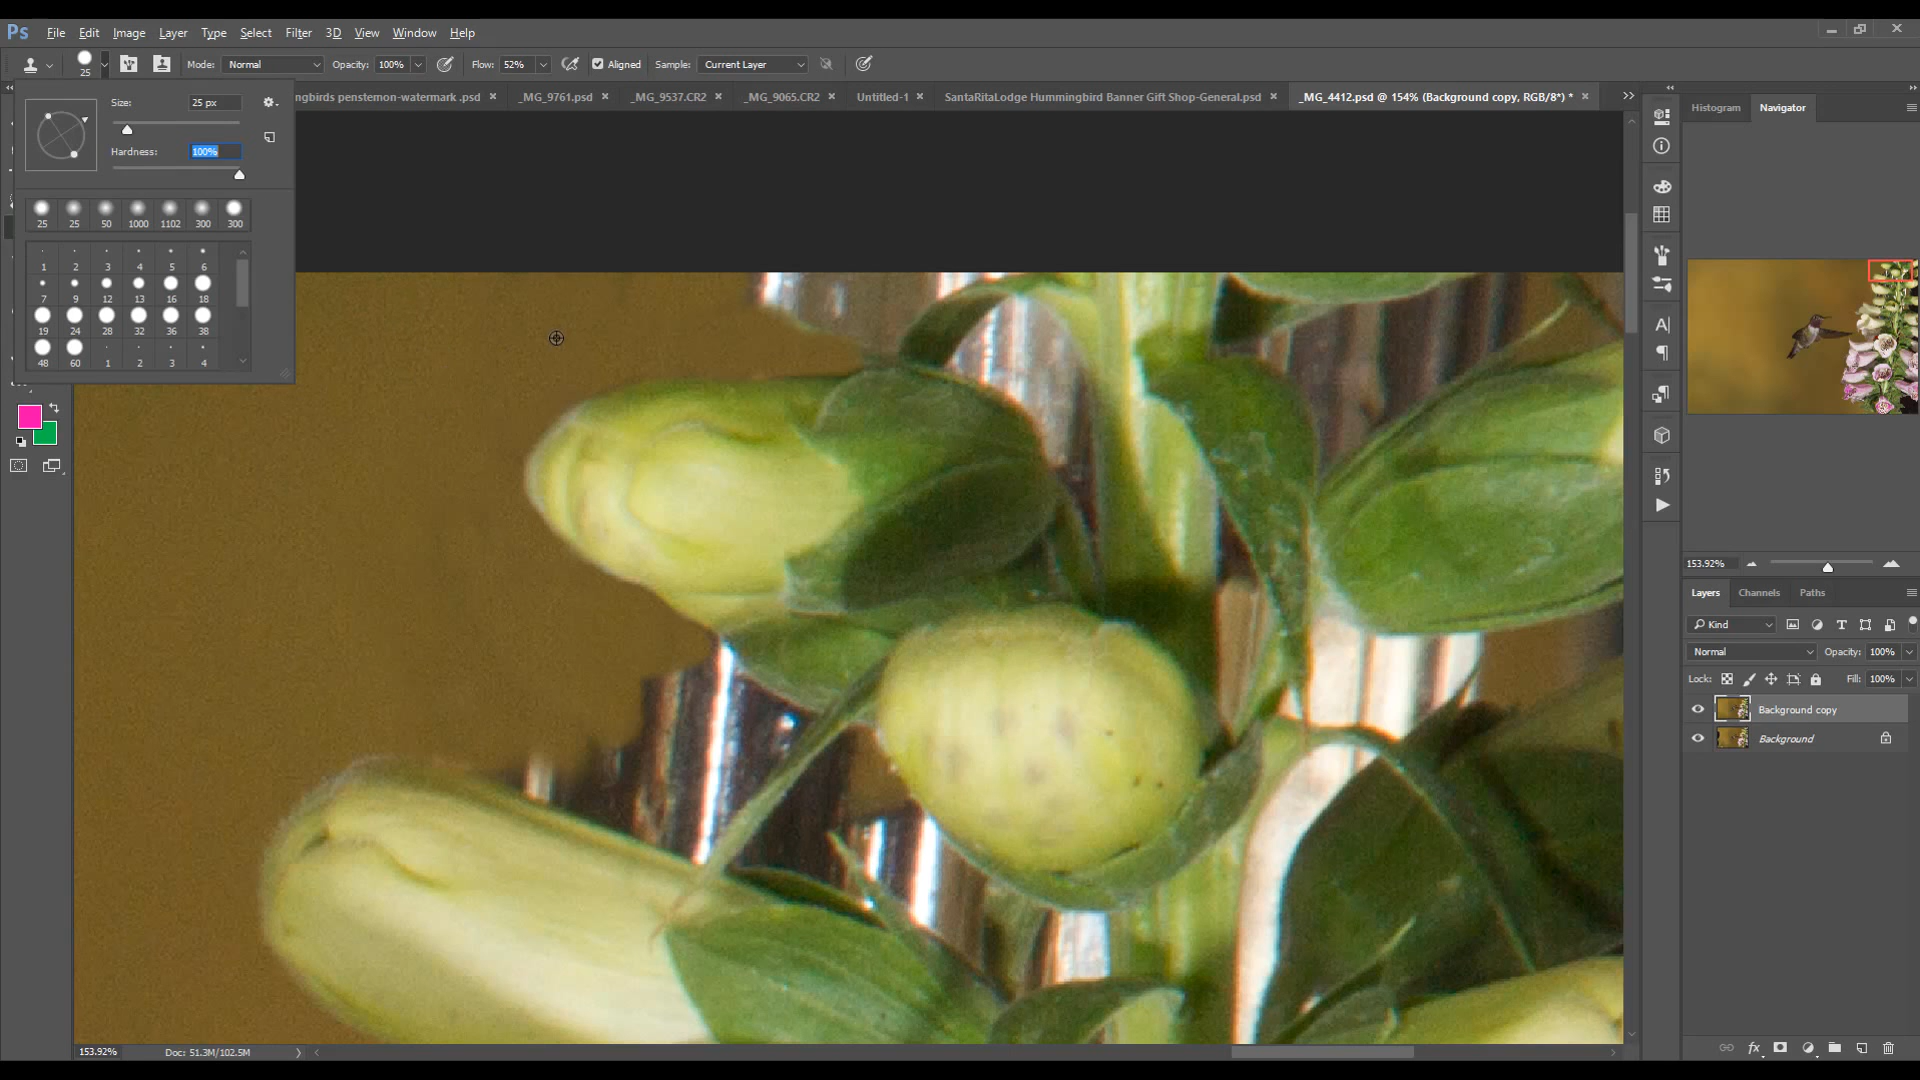 Ps File Edit Image Layer Type Select Filter 3D View Window Help
25 Mode: Normal Opacity: 100% Flow: 52% Aligned Sample: Current Layer
ngbirds penstemon-watermark .psd _MG_9761.psd _MG_9537.CR2 _MG_9065.CR2 Untitled-1 SantaRitaLodge Hummingbird Banner Gift Shop-General.psd _MG_4412.psd @ 154% (Background copy, RGB/8*) *
Size: 25 px
Hardness: 100%
25 25 50 1000 1102 300 300
1 2 3 4 5 6
7 9 12 13 16 18
19 24 28 32 36 38
48 60 1 2 3 4
Histogram Navigator
153.92%
Layers Channels Paths
Kind
Normal Opacity: 100%
Lock: Fill: 100%
Background copy
Background
fx
153.92% Doc: 51.3M/102.5M